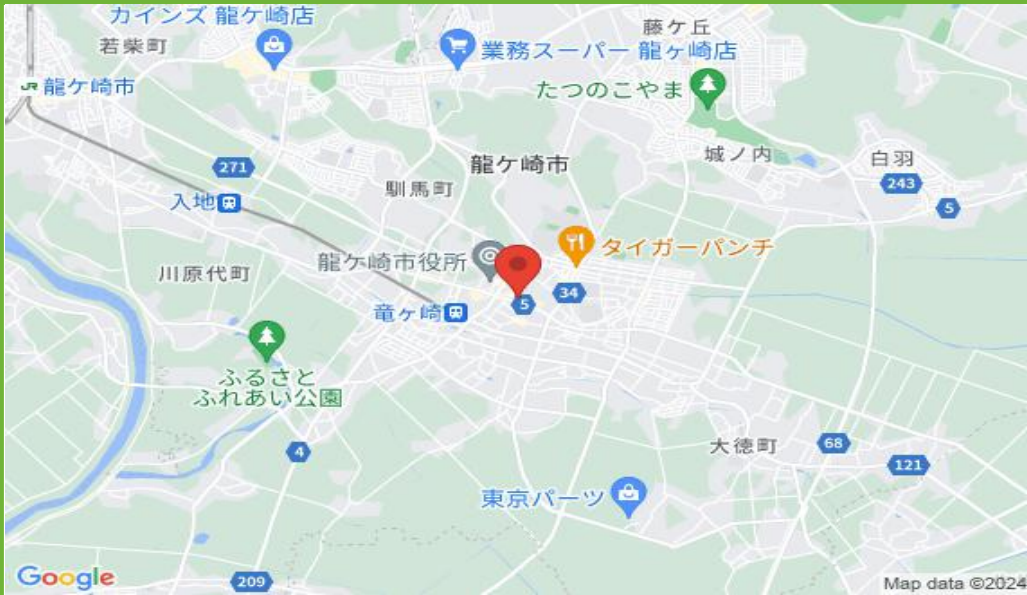 カインズ 龍ケ崎店
藤ケ丘
若柴町
業務スーパー 龍ヶ崎店
JR 龍ケ崎市
たつのこやま
城ノ内
白羽
龍ケ崎市
271
馴馬町
243
入地
5
龍ケ崎市役所
タイガーパンチ
川原代町
34
5
竜ヶ崎
ふるさと
ふれあい公園
4
大徳町
68
121
東京パーツ
209
Google
Map data ©2024